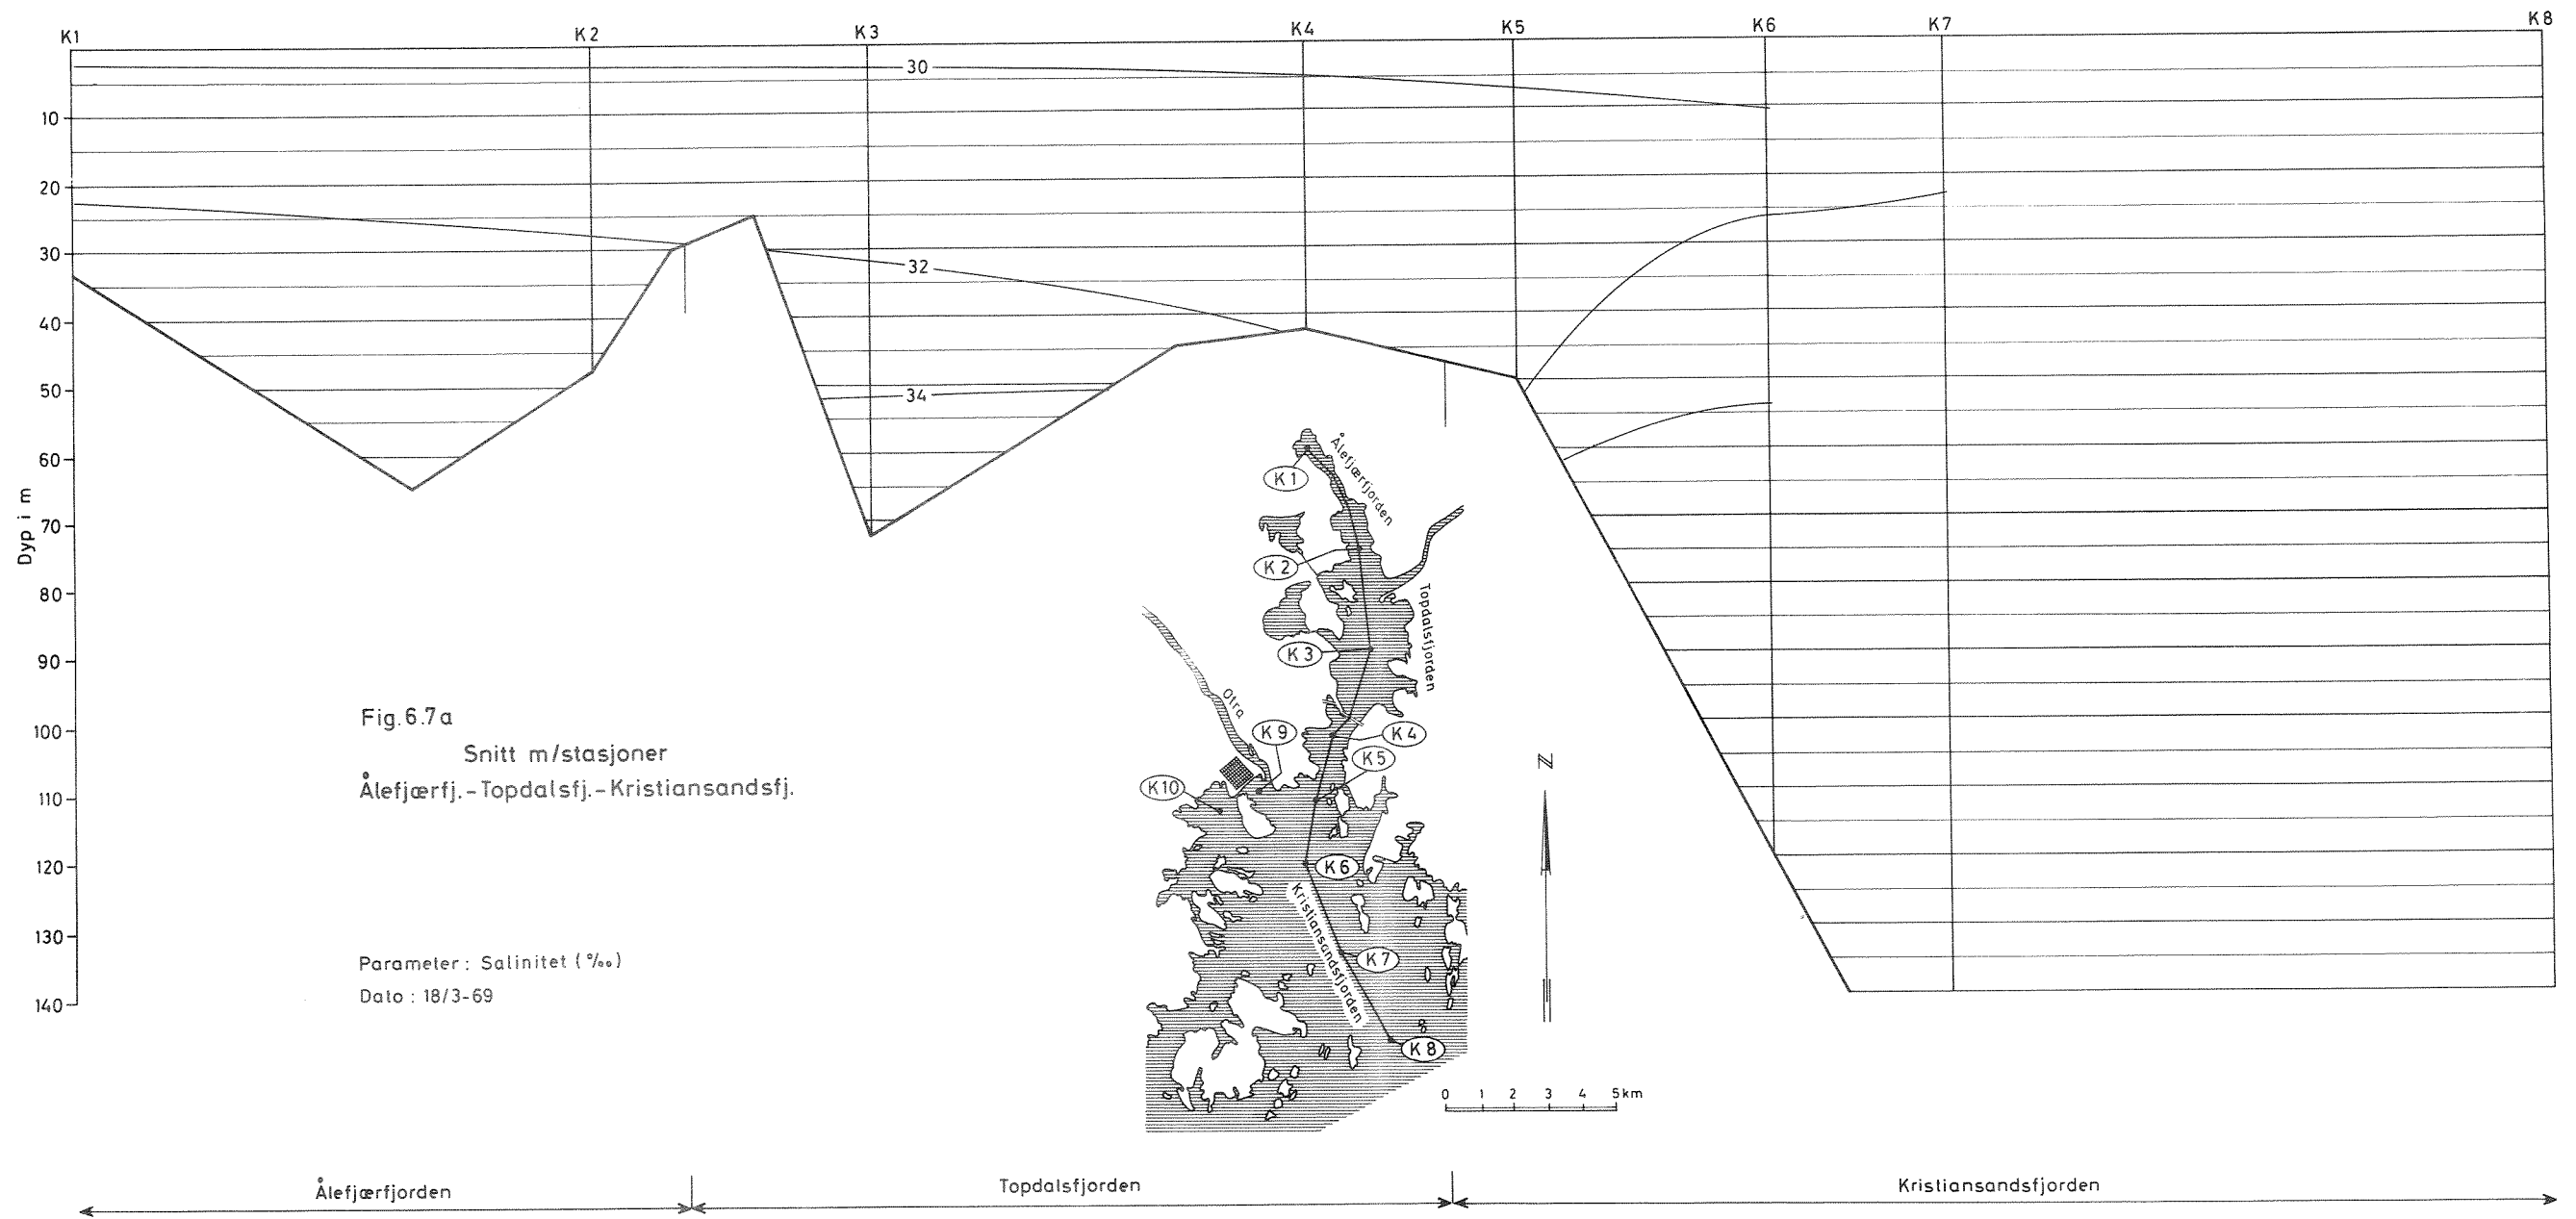 K1 K2 K3 K4 K5 K6 K7 K8
30
10
20
30
32
40
50
34
60
70
80
90
100
110
120
130
140
Dyp i m
Fig. 6.7a
Snitt m/stasjoner
Ålefjærfj.-Topdalsfj.-Kristiansandsfj.
Parameter: Salinitet (‰)
Dato: 18/3-69
Ålefjærfjorden
K1
K2
Topdalsfjorden
K3
Otra
K9
K4
K5
K10
K6
Kristiansandsfjorden
K7
K8
N
0 1 2 3 4 5km
Ålefjærfjorden Topdalsfjorden Kristiansandsfjorden